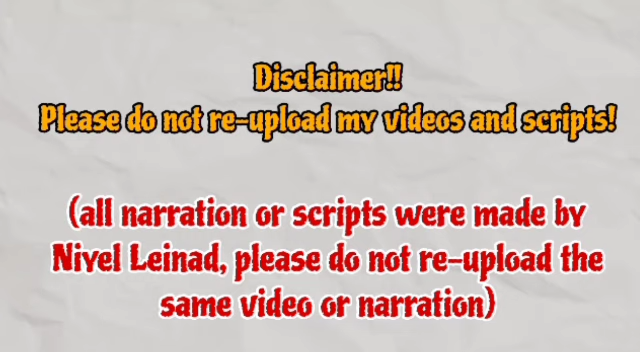 Disclaimer!!
Please do not re-upload my videos and scripts!
(all narration or scripts were made by
Niyel Leinad, please do not re-upload the
same video or narration)